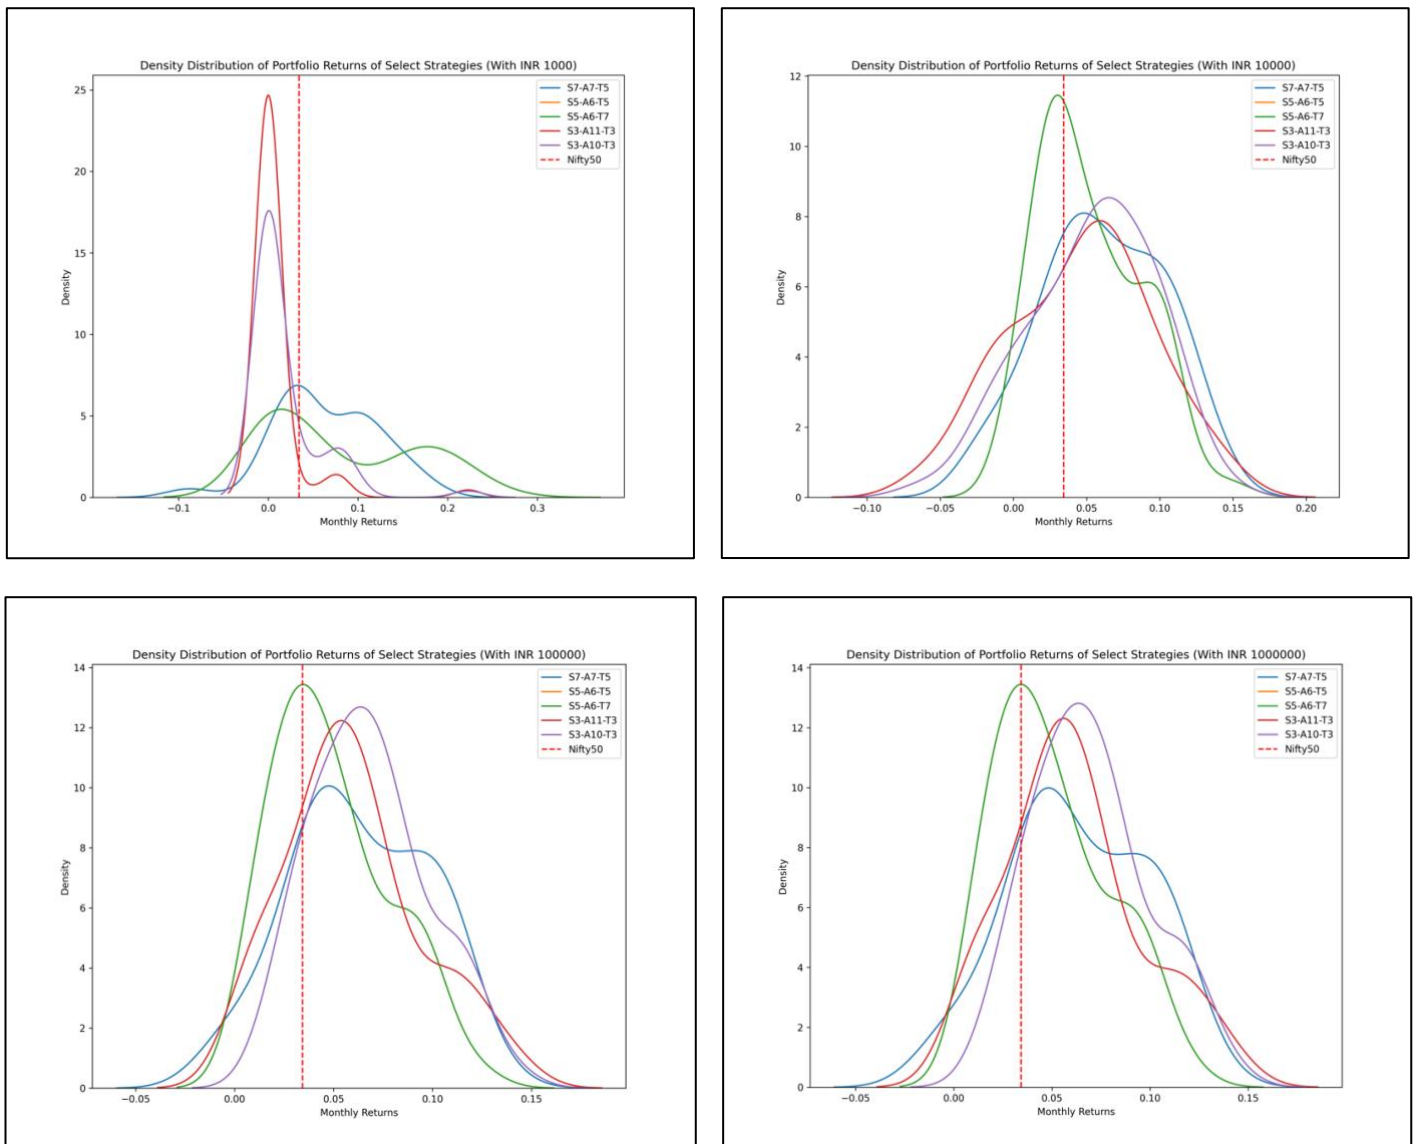 Density Distribution of Portfolio Returns of Select Strategies (With INR 1000)
25
20
15
10
5
0
Density
−0.1
0.0
0.1
0.2
0.3
Monthly Returns
S7-A7-T5
S5-A6-T5
S5-A6-T7
S3-A11-T3
S3-A10-T3
Nifty50
Density Distribution of Portfolio Returns of Select Strategies (With INR 10000)
12
10
8
6
4
2
0
Density
−0.10
−0.05
0.00
0.05
0.10
0.15
0.20
Monthly Returns
S7-A7-T5
S5-A6-T5
S5-A6-T7
S3-A11-T3
S3-A10-T3
Nifty50
Density Distribution of Portfolio Returns of Select Strategies (With INR 100000)
14
12
10
8
6
4
2
0
Density
−0.05
0.00
0.05
0.10
0.15
Monthly Returns
S7-A7-T5
S5-A6-T5
S5-A6-T7
S3-A11-T3
S3-A10-T3
Nifty50
Density Distribution of Portfolio Returns of Select Strategies (With INR 1000000)
14
12
10
8
6
4
2
0
Density
−0.05
0.00
0.05
0.10
0.15
Monthly Returns
S7-A7-T5
S5-A6-T5
S5-A6-T7
S3-A11-T3
S3-A10-T3
Nifty50